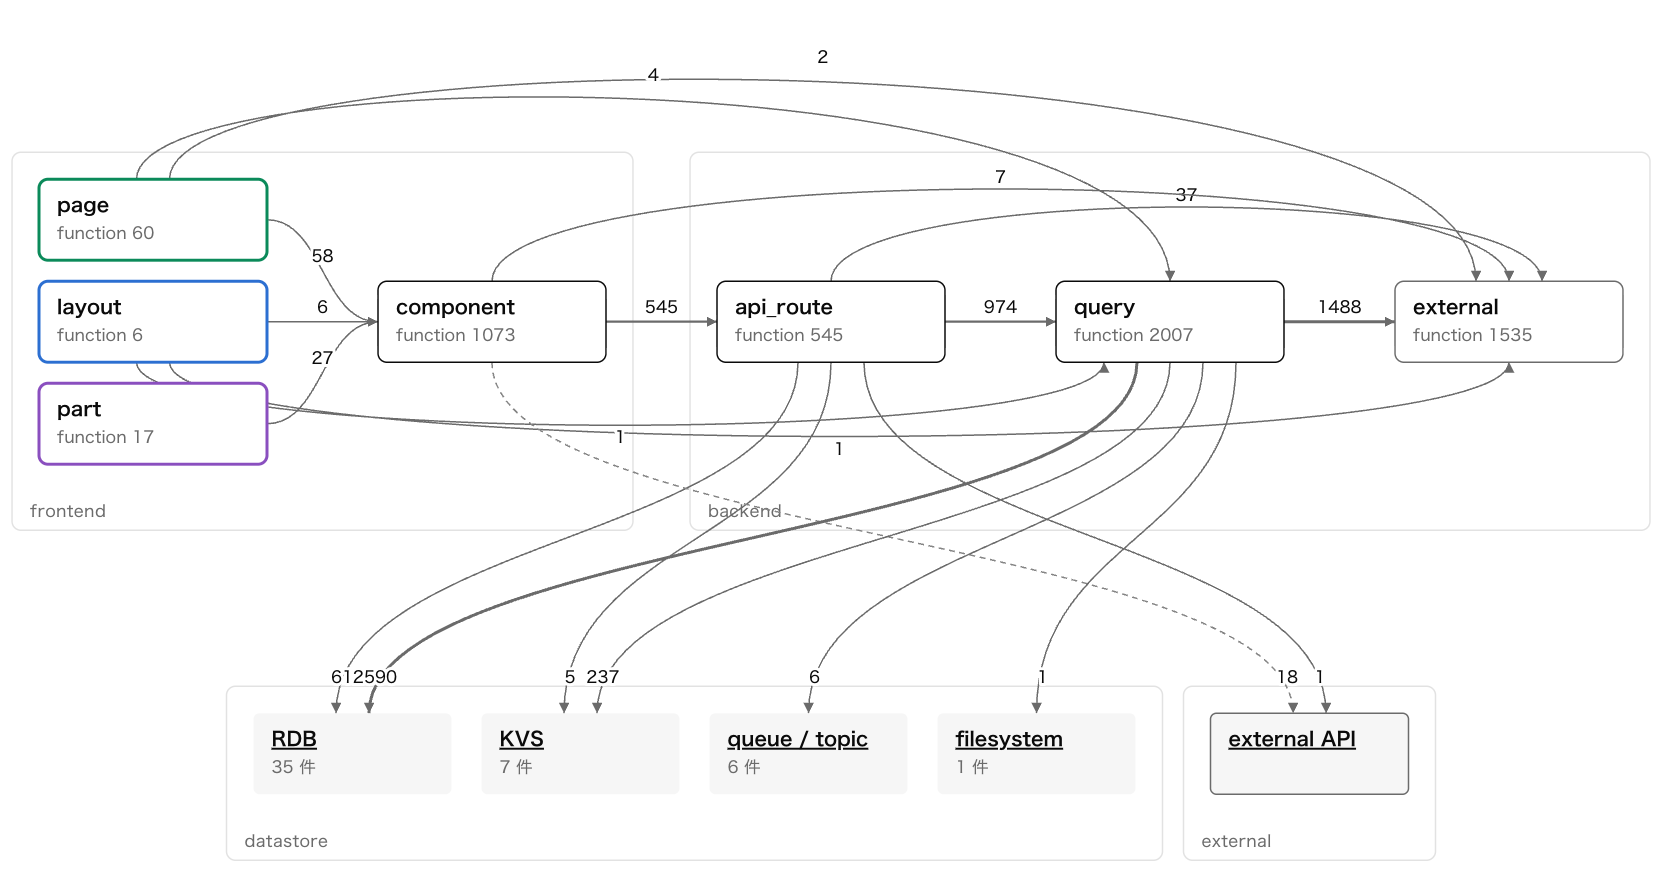 2
4
7
37
page
function 60
58
layout
function 6
6
component
function 1073
545
api_route
function 545
974
query
function 2007
1488
external
function 1535
27
part
function 17
1
1
frontend
backend
612590
5
237
6
1
18
1
RDB
35 件
KVS
7 件
queue / topic
6 件
filesystem
1 件
external API
datastore
external